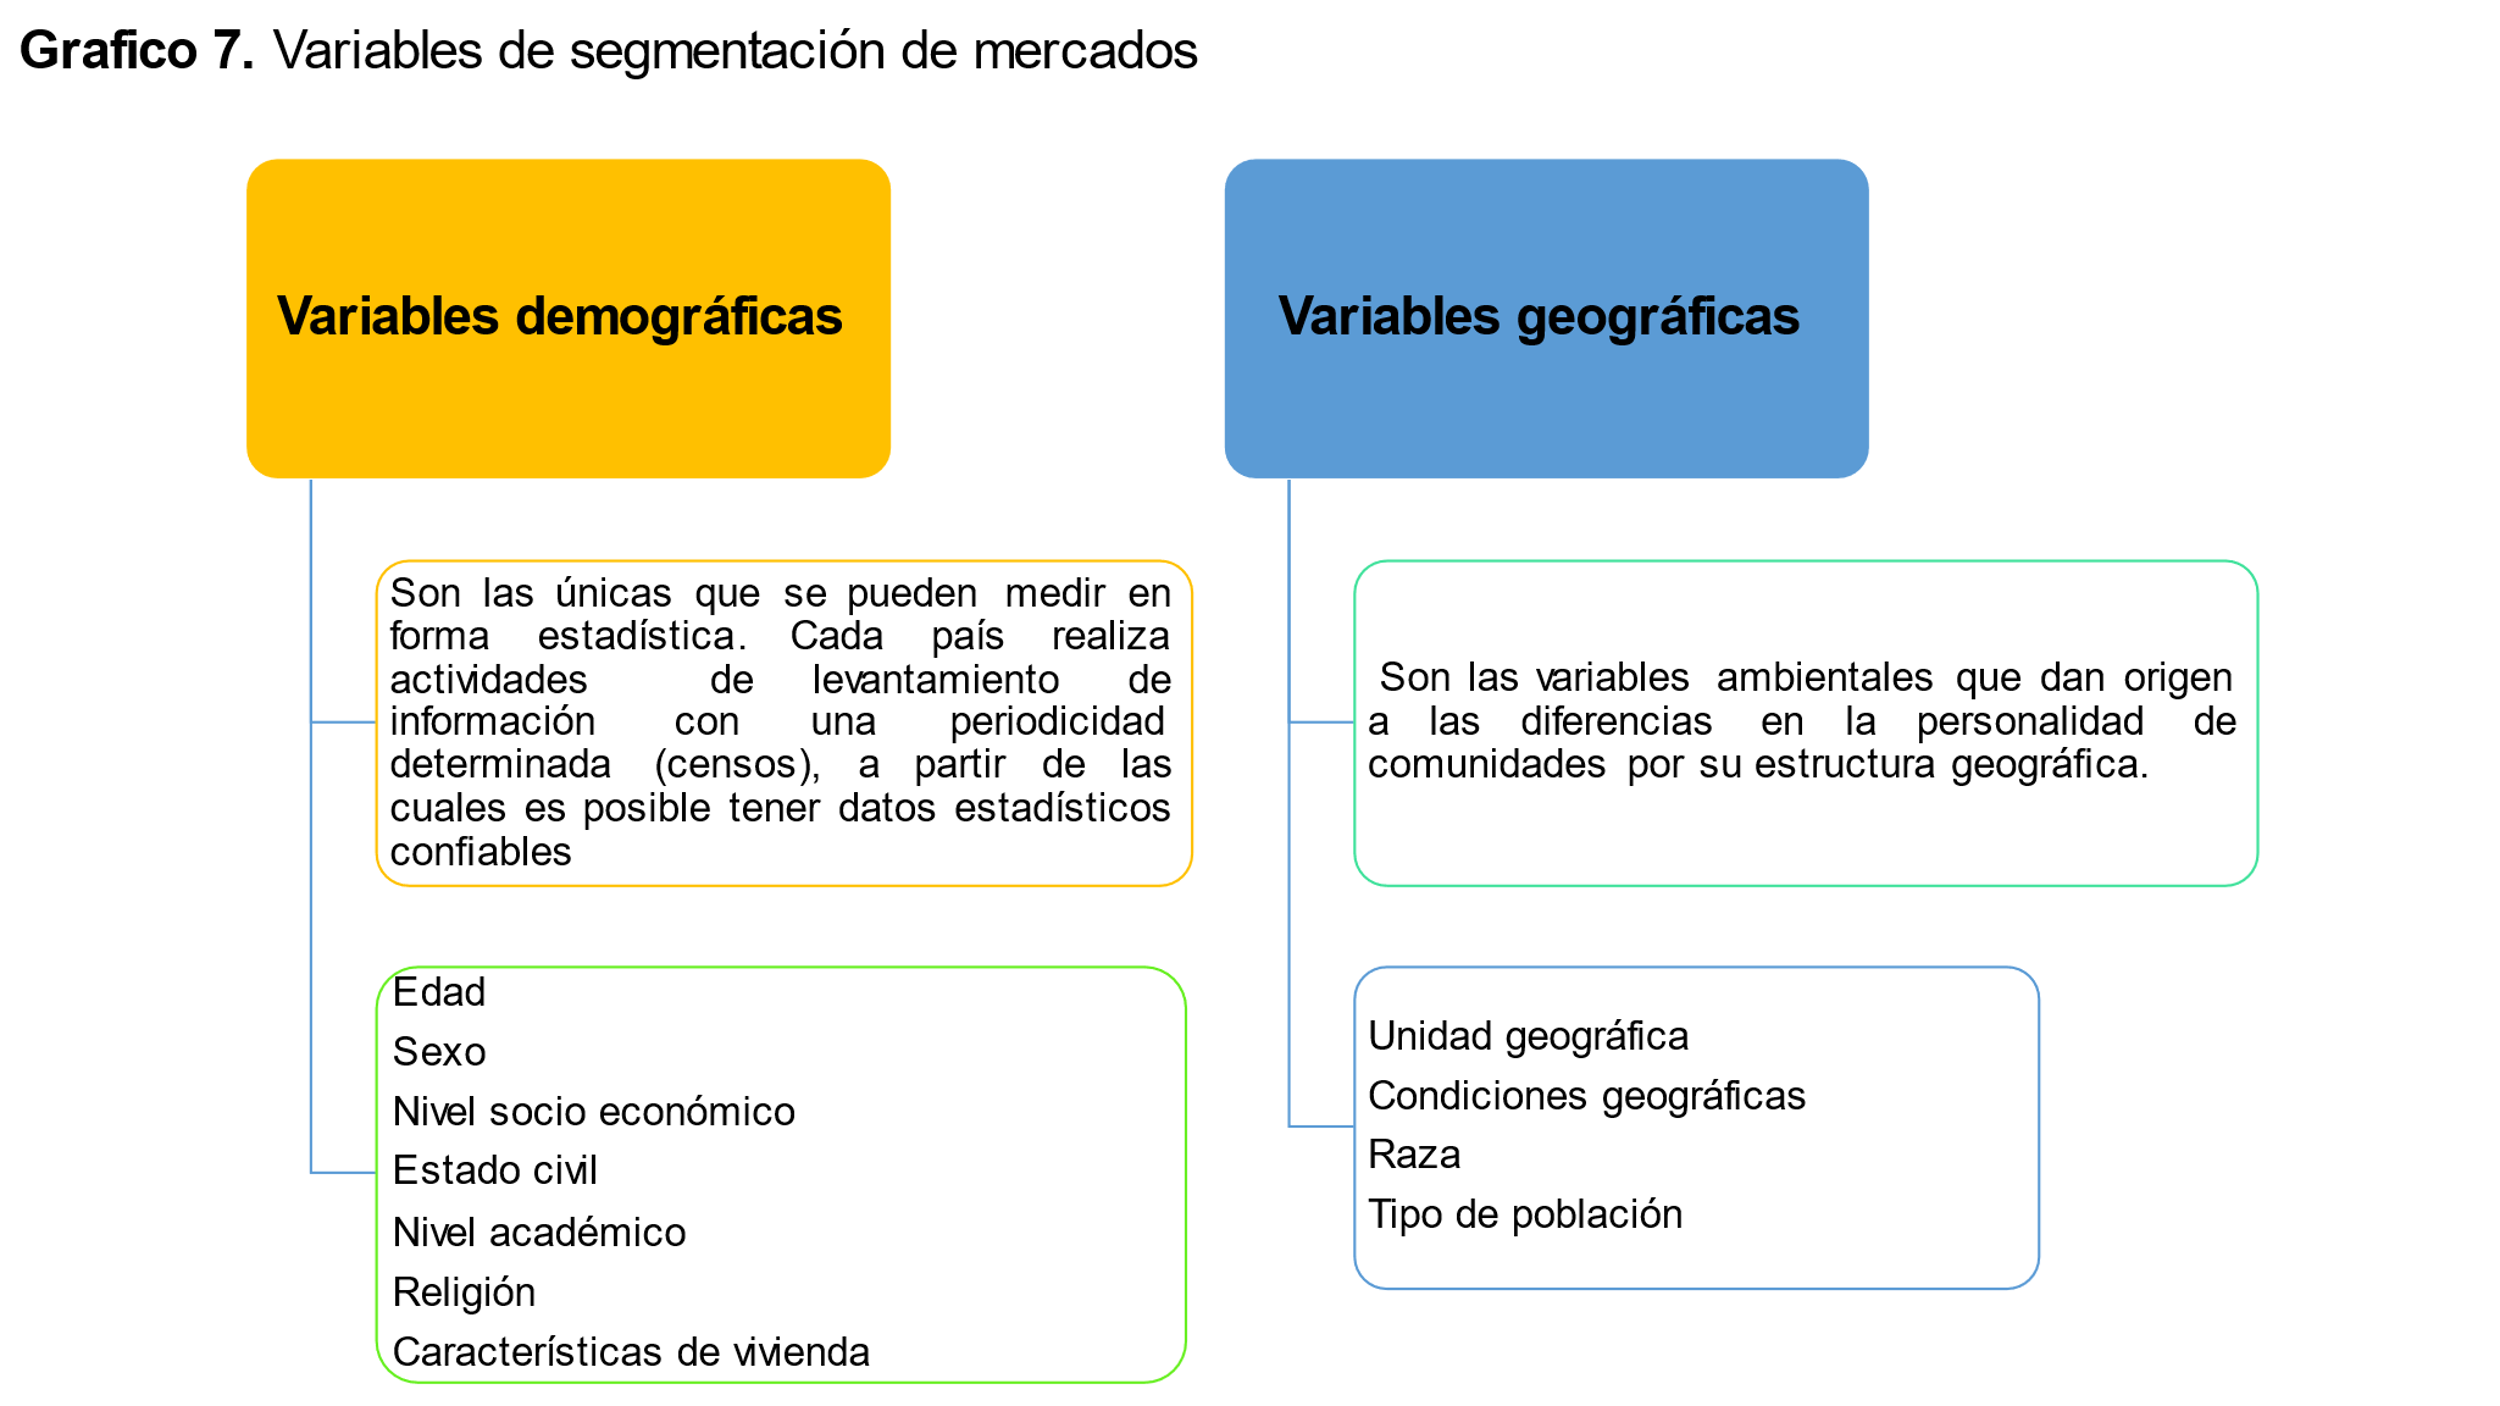 Grafico 7. Variables de segmentación de mercados
Variables demográficas
Son las únicas que se pueden medir en
forma estadística. Cada país realiza
actividades de levantamiento de
información con una periodicidad
determinada (censos), a partir de las
cuales es posible tener datos estadísticos
confiables
Edad
Sexo
Nivel socio económico
Estado civil
Nivel académico
Religión
Características de vivienda
Variables geográficas
Son las variables ambientales que dan origen
a las diferencias en la personalidad de
comunidades por su estructura geográfica.
Unidad geográfica
Condiciones geográficas
Raza
Tipo de población